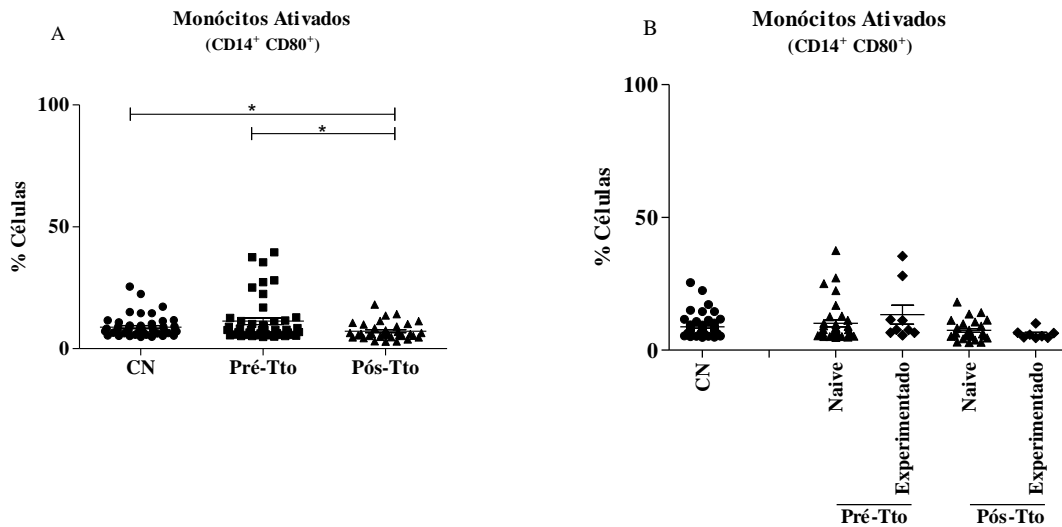 A
Monócitos Ativados
(CD14⁺ CD80⁺)
% Células
100
50
0
*
*
CN
Pré-Tto
Pós-Tto
B
Monócitos Ativados
(CD14⁺ CD80⁺)
% Células
100
50
0
CN
Naive
Experimentado
Naive
Experimentado
Pré-Tto
Pós-Tto